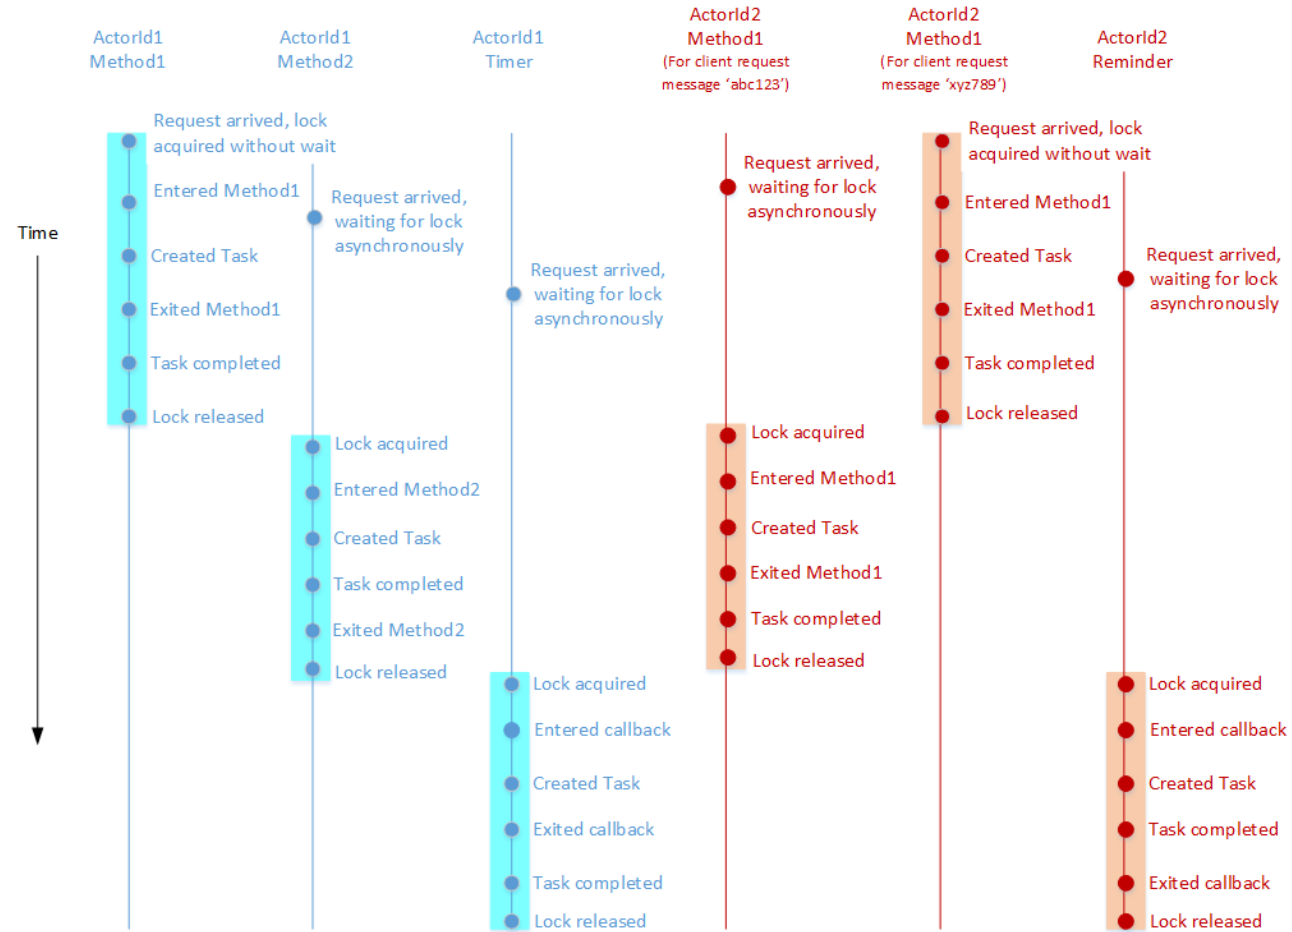 ActorId1
Method1
ActorId1
Method2
ActorId1
Timer
ActorId2
Method1
(For client request
message ‘abc123’)
ActorId2
Method1
(For client request
message ‘xyz789’)
ActorId2
Reminder
Time
Request arrived, lock
acquired without wait
Entered Method1
Created Task
Exited Method1
Task completed
Lock released
Request arrived,
waiting for lock
asynchronously
Lock acquired
Entered Method2
Created Task
Task completed
Exited Method2
Lock released
Request arrived,
waiting for lock
asynchronously
Lock acquired
Entered callback
Created Task
Exited callback
Task completed
Lock released
Request arrived,
waiting for lock
asynchronously
Lock acquired
Entered Method1
Created Task
Exited Method1
Task completed
Lock released
Request arrived, lock
acquired without wait
Entered Method1
Created Task
Exited Method1
Task completed
Lock released
Request arrived,
waiting for lock
asynchronously
Lock acquired
Entered callback
Created Task
Task completed
Exited callback
Lock released